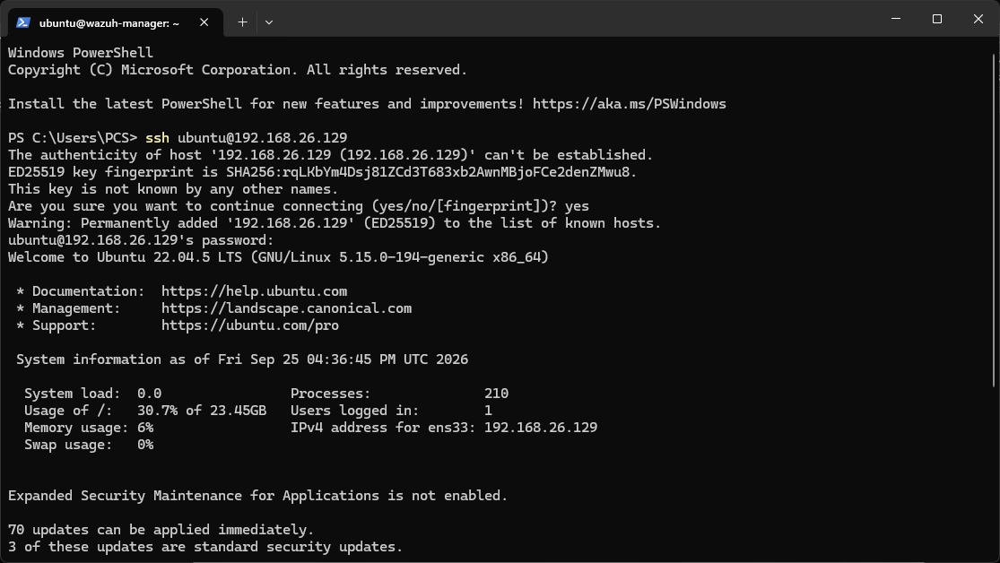 ubuntu@wazuh-manager: ~
Windows PowerShell
Copyright (C) Microsoft Corporation. All rights reserved.
Install the latest PowerShell for new features and improvements! https://aka.ms/PSWindows
PS C:\Users\PCS> ssh ubuntu@192.168.26.129
The authenticity of host '192.168.26.129 (192.168.26.129)' can't be established.
ED25519 key fingerprint is SHA256:rqLKbYm4Dsj81ZCd3T683xb2AwnMBjoFCe2denZMwu8.
This key is not known by any other names.
Are you sure you want to continue connecting (yes/no/[fingerprint])? yes
Warning: Permanently added '192.168.26.129' (ED25519) to the list of known hosts.
ubuntu@192.168.26.129's password:
Welcome to Ubuntu 22.04.5 LTS (GNU/Linux 5.15.0-194-generic x86_64)
* Documentation:  https://help.ubuntu.com
* Management:     https://landscape.canonical.com
* Support:        https://ubuntu.com/pro
System information as of Fri Sep 25 04:36:45 PM UTC 2026
System load:  0.0                Processes:              210
Usage of /:   30.7% of 23.45GB   Users logged in:        1
Memory usage: 6%                 IPv4 address for ens33: 192.168.26.129
Swap usage:   0%
Expanded Security Maintenance for Applications is not enabled.
70 updates can be applied immediately.
3 of these updates are standard security updates.